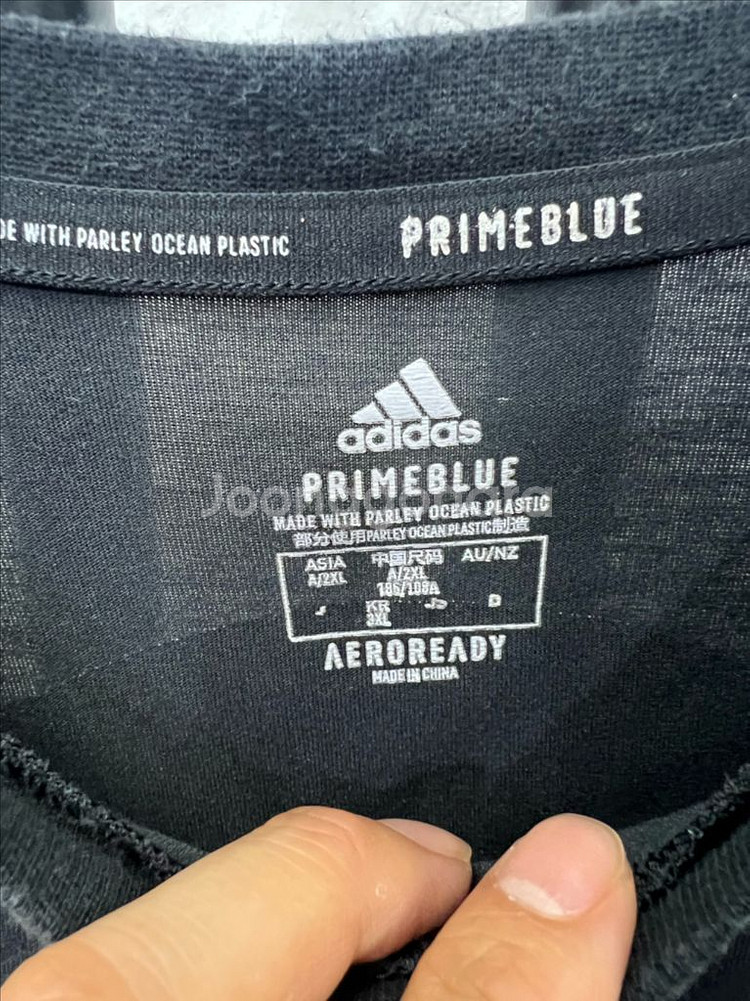 DE WITH PARLEY OCEAN PLASTIC PRIMEBLUE
adidas
PRIMEBLUE
MADE WITH PARLEY OCEAN PLASTIC
部分使用PARLEY OCEAN PLASTIC制造
ASIA 中国尺码 AU/NZ
A/2XL A/2XL
185/108A
KR
3XL
AEROREADY
MADE IN CHINA